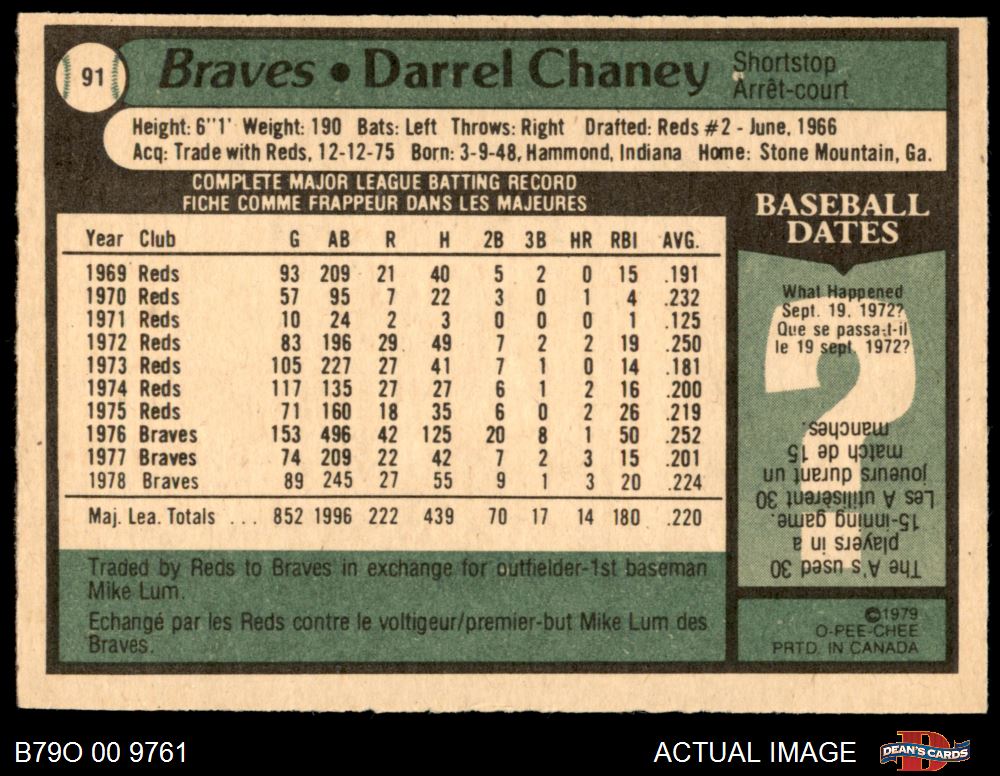 91
Braves • Darrel Chaney
Shortstop
Arrêt-court
Height: 6"1' Weight: 190 Bats: Left Throws: Right Drafted: Reds #2 - June, 1966
Acq: Trade with Reds, 12-12-75 Born: 3-9-48, Hammond, Indiana Home: Stone Mountain, Ga.
COMPLETE MAJOR LEAGUE BATTING RECORD
FICHE COMME FRAPPEUR DANS LES MAJEURES
Year Club G AB R H 2B 3B HR RBI AVG.
1969 Reds 93 209 21 40 5 2 0 15 .191
1970 Reds 57 95 7 22 3 0 1 4 .232
1971 Reds 10 24 2 3 0 0 0 1 .125
1972 Reds 83 196 29 49 7 2 2 19 .250
1973 Reds 105 227 27 41 7 1 0 14 .181
1974 Reds 117 135 27 27 6 1 2 16 .200
1975 Reds 71 160 18 35 6 0 2 26 .219
1976 Braves 153 496 42 125 20 8 1 50 .252
1977 Braves 74 209 22 42 7 2 3 15 .201
1978 Braves 89 245 27 55 9 1 3 20 .224
Maj. Lea. Totals ... 852 1996 222 439 70 17 14 180 .220
Traded by Reds to Braves in exchange for outfielder-1st baseman
Mike Lum.
Echangé par les Reds contre le voltigeur/premier-but Mike Lum des
Braves.
BASEBALL
DATES
What Happened
Sept. 19, 1972?
Que se passa-t-il
le 19 sept. 1972?
The A's used 30
players in a
15-inning game.
Les A utilisèrent 30
joueurs durant un
match de 15
manches.
©1979
O-PEE-CHEE
PRTD. IN CANADA
B79O 00 9761
ACTUAL IMAGE
DEAN'S CARDS